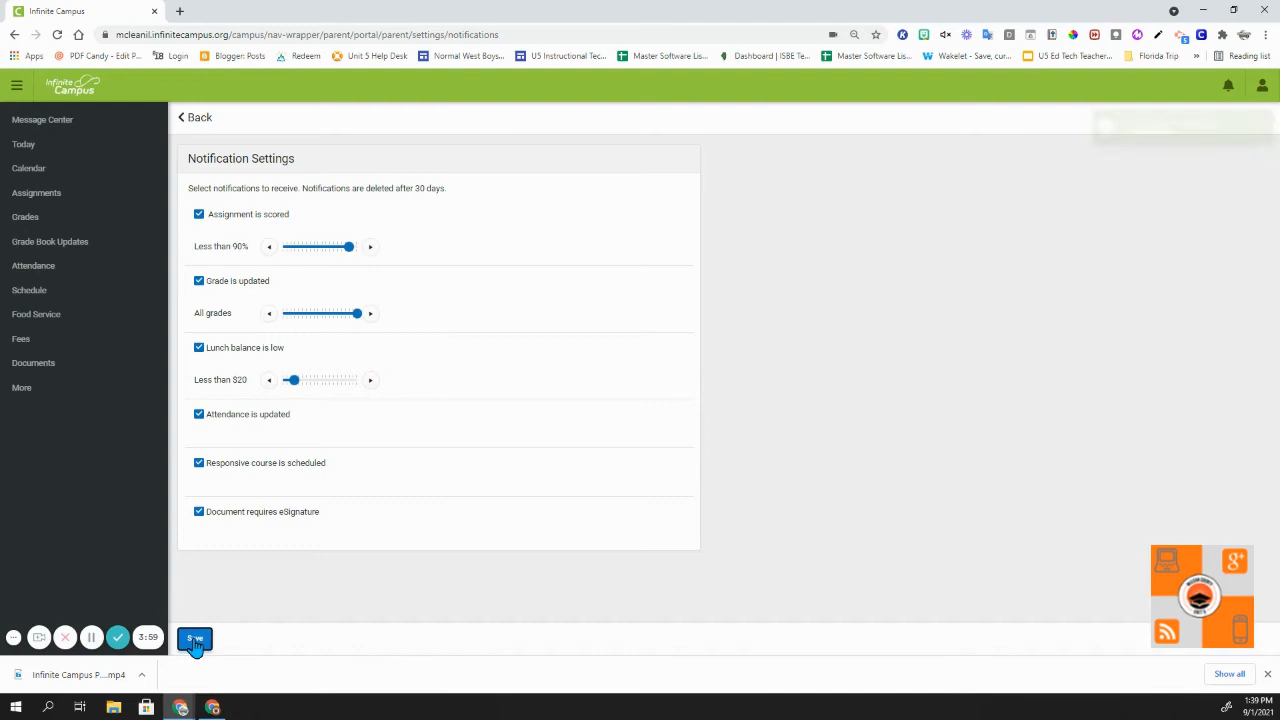 Infinite Campus
mcleanil.infinitecampus.org/campus/nav-wrapper/parent/portal/parent/settings/notifications
Apps
PDF Candy - Edit P...
Login
Blogger Posts
Redeem
Unit 5 Help Desk
Normal West Boys...
U5 Instructional Tec...
Master Software Lis...
Dashboard | ISBE Te...
Master Software Lis...
Wakelet - Save, cur...
U5 Ed Tech Teacher...
Florida Trip
»
Reading list
Infinite Campus
Message Center
Today
Calendar
Assignments
Grades
Grade Book Updates
Attendance
Schedule
Food Service
Fees
Documents
More
Back
Notification Settings
Select notifications to receive. Notifications are deleted after 30 days.
Assignment is scored
Less than 90%
Grade is updated
All grades
Lunch balance is low
Less than $20
Attendance is updated
Responsive course is scheduled
Document requires eSignature
g+
3:59
Save
Infinite Campus P....mp4
Show all
1:39 PM
9/1/2021